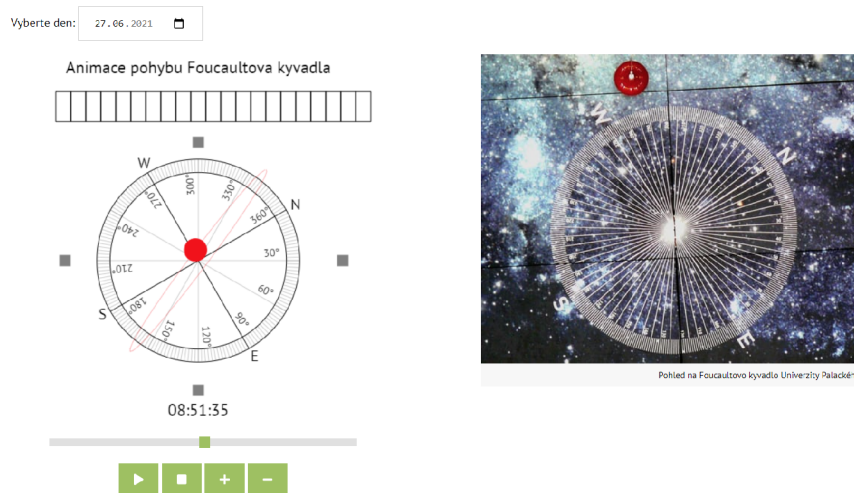 Vyberte den: 27.06.2021
Animace pohybu Foucaultova kyvadla
W
N
E
S
300°
330°
360°
30°
60°
90°
120°
150°
180°
210°
240°
270°
08:51:35
W
N
S
E
Pohled na Foucaultovo kyvadlo Univerzity Palackéh